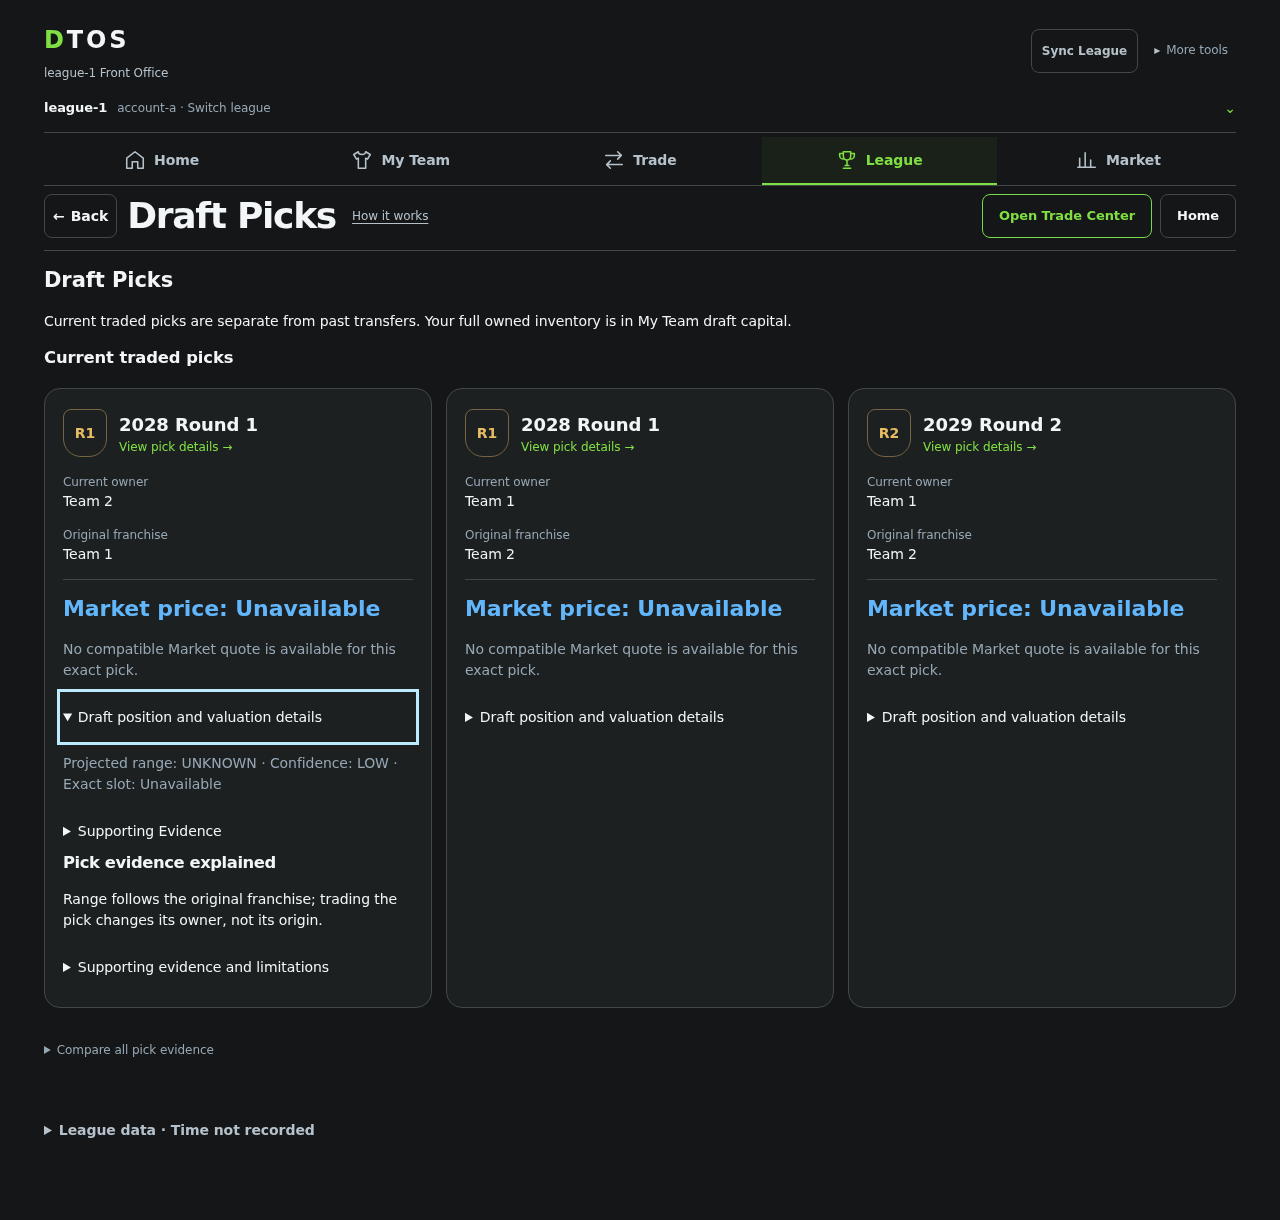 DTOS
league-1 Front Office
Sync League
▸ More tools
league-1 account-a · Switch league
Home
My Team
Trade
League
Market
← Back
Draft Picks
How it works
Open Trade Center
Home
Draft Picks
Current traded picks are separate from past transfers. Your full owned inventory is in My Team draft capital.
Current traded picks
R1
2028 Round 1
View pick details →
Current owner
Team 2
Original franchise
Team 1
Market price: Unavailable
No compatible Market quote is available for this
exact pick.
▼ Draft position and valuation details
Projected range: UNKNOWN · Confidence: LOW ·
Exact slot: Unavailable
▶ Supporting Evidence
Pick evidence explained
Range follows the original franchise; trading the
pick changes its owner, not its origin.
▶ Supporting evidence and limitations
R1
2028 Round 1
View pick details →
Current owner
Team 1
Original franchise
Team 2
Market price: Unavailable
No compatible Market quote is available for this
exact pick.
▶ Draft position and valuation details
R2
2029 Round 2
View pick details →
Current owner
Team 1
Original franchise
Team 2
Market price: Unavailable
No compatible Market quote is available for this
exact pick.
▶ Draft position and valuation details
▶ Compare all pick evidence
▶ League data · Time not recorded